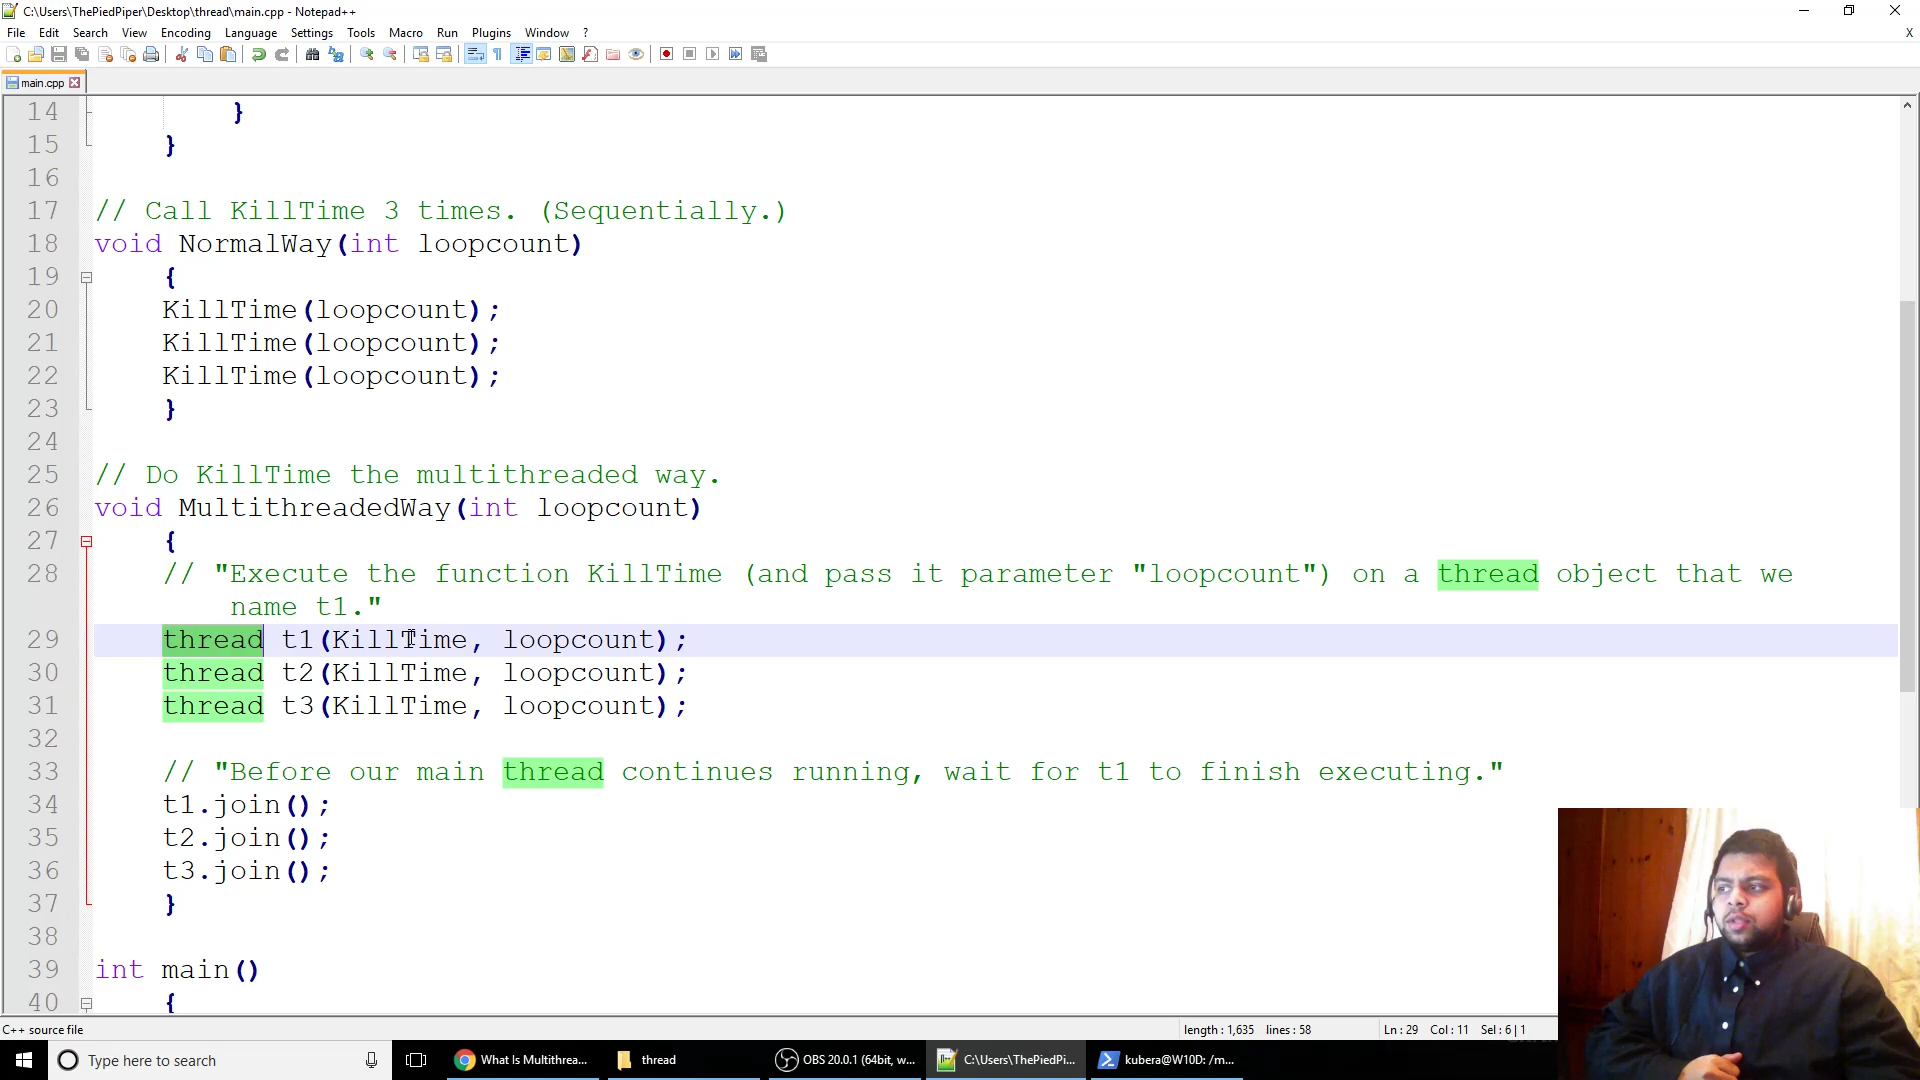 C:\Users\ThePiedPiper\Desktop\thread\main.cpp - Notepad++
File Edit Search View Encoding Language Settings Tools Macro Run Plugins Window ? X
main.cpp
14 }
15 }
16
17 // Call KillTime 3 times. (Sequentially.)
18 void NormalWay(int loopcount)
19 {
20 KillTime(loopcount);
21 KillTime(loopcount);
22 KillTime(loopcount);
23 }
24
25 // Do KillTime the multithreaded way.
26 void MultithreadedWay(int loopcount)
27 {
28 // "Execute the function KillTime (and pass it parameter "loopcount") on a thread object that we
name t1."
29 thread t1(KillTime, loopcount);
30 thread t2(KillTime, loopcount);
31 thread t3(KillTime, loopcount);
32
33 // "Before our main thread continues running, wait for t1 to finish executing."
34 t1.join();
35 t2.join();
36 t3.join();
37 }
38
39 int main()
40 {
C++ source file length : 1,635 lines : 58 Ln : 29 Col : 11 Sel : 6 | 1
Type here to search What Is Multithrea... thread OBS 20.0.1 (64bit, w... C:\Users\ThePiedPi... kubera@W10D: /m...